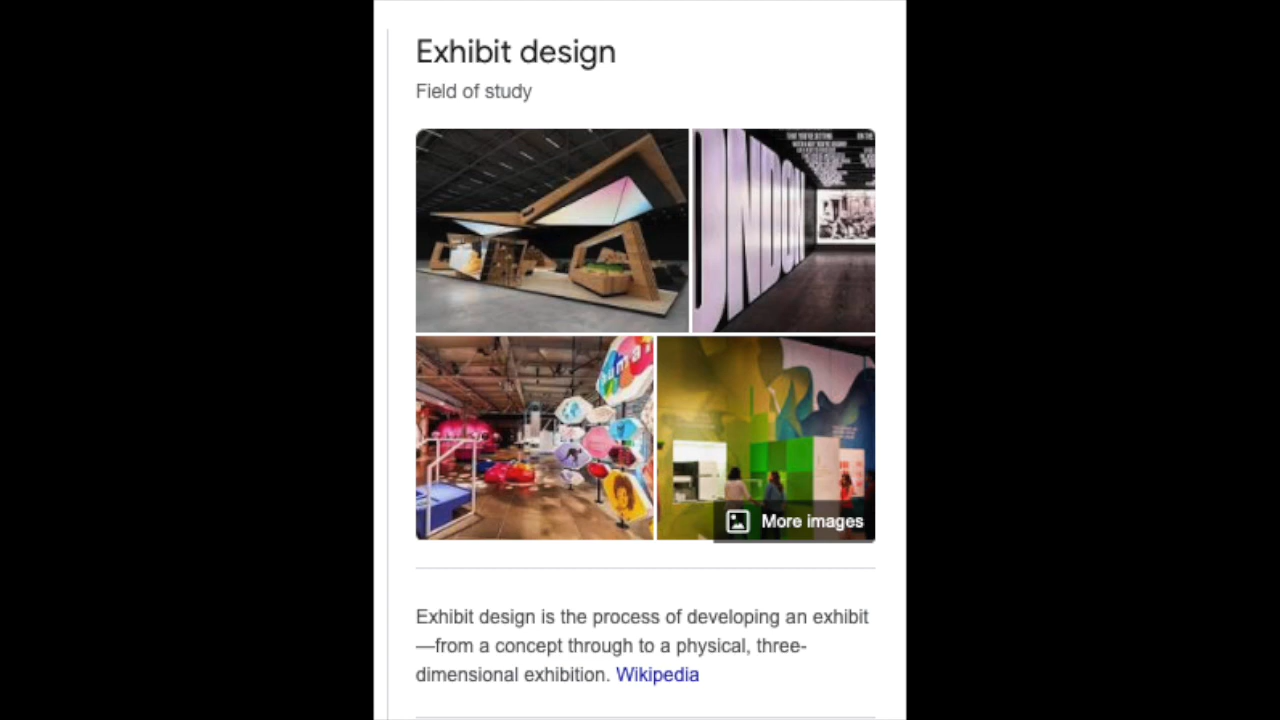 Exhibit design
Field of study
More images
Exhibit design is the process of developing an exhibit
—from a concept through to a physical, three-
dimensional exhibition. Wikipedia